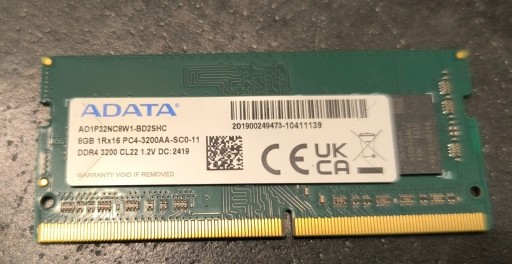 ADATA
AD1P32NC8W1-BD2SHC
8GB 1Rx16 PC4-3200AA-SC0-11
DDR4 3200 CL22 1.2V DC: 2419
WARRANTY VOID IF REMOVED
201900249473-10411139
CE
UK
CA